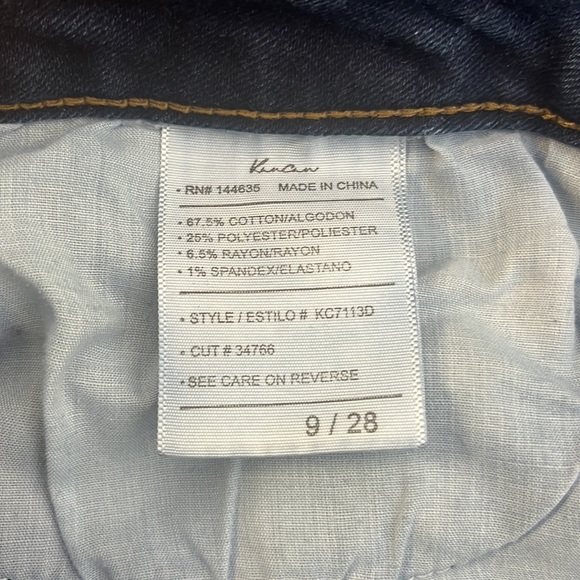 Kancan
• RN# 144635 MADE IN CHINA
• 67.5% COTTON/ALGODON
• 25% POLYESTER/POLIESTER
• 6.5% RAYON/RAYON
• 1% SPANDEX/ELASTANO
• STYLE / ESTILO # KC7113D
• CUT # 34766
• SEE CARE ON REVERSE
9 / 28